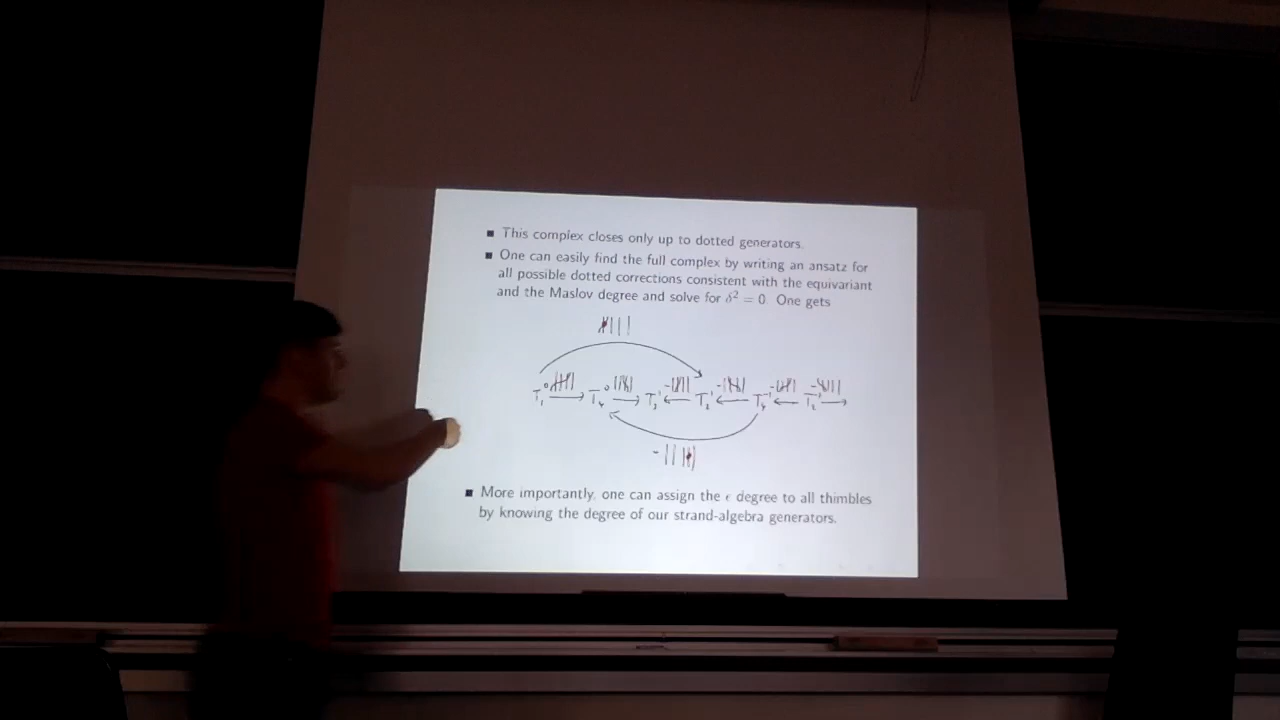 This complex closes only up to dotted generators.
One can easily find the full complex by writing an ansatz for
all possible dotted corrections consistent with the equivariant
and the Maslov degree and solve for δ² = 0. One gets
More importantly, one can assign the ϵ degree to all thimbles
by knowing the degree of our strand-algebra generators.